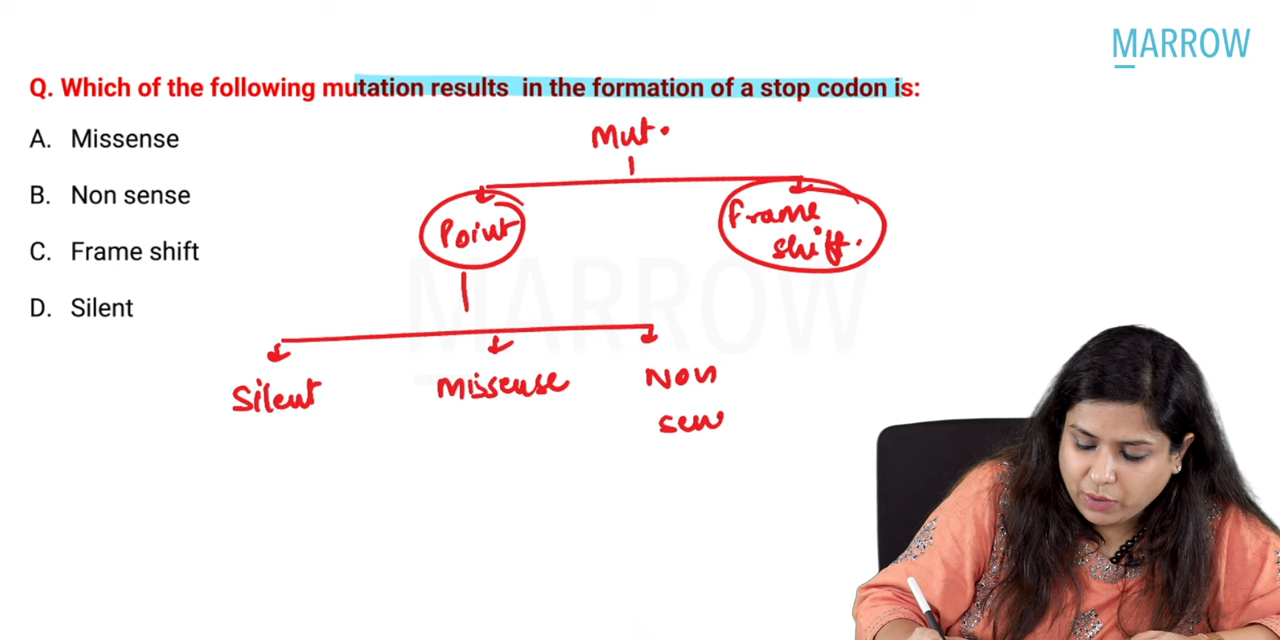 MARROW
Q. Which of the following mutation results in the formation of a stop codon is:
A. Missense
B. Non sense
C. Frame shift
D. Silent
Mut.
Point
Frame
shift.
MARROW
Silent
Missense
Non
sen